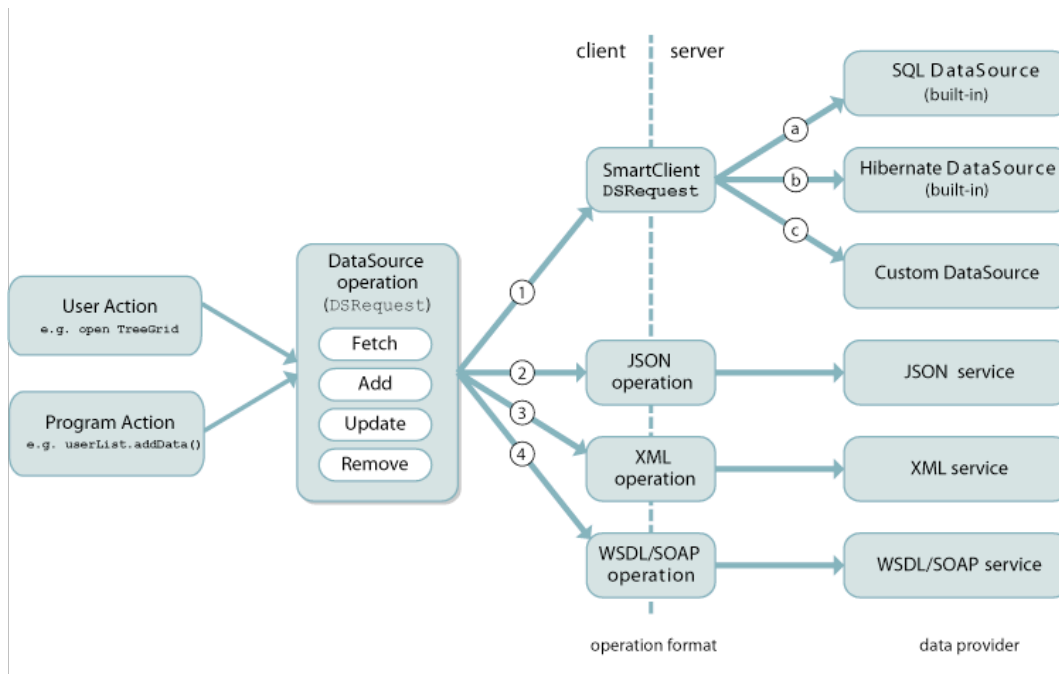 client
server
SQL DataSource
(built-in)
a
SmartClient
DSRequest
b
Hibernate DataSource
(built-in)
c
Custom DataSource
DataSource
operation
(DSRequest)
Fetch
Add
Update
Remove
User Action
e.g. open TreeGrid
Program Action
e.g. userList.addData()
1
2
JSON
operation
JSON service
3
XML
operation
XML service
4
WSDL/SOAP
operation
WSDL/SOAP service
operation format
data provider